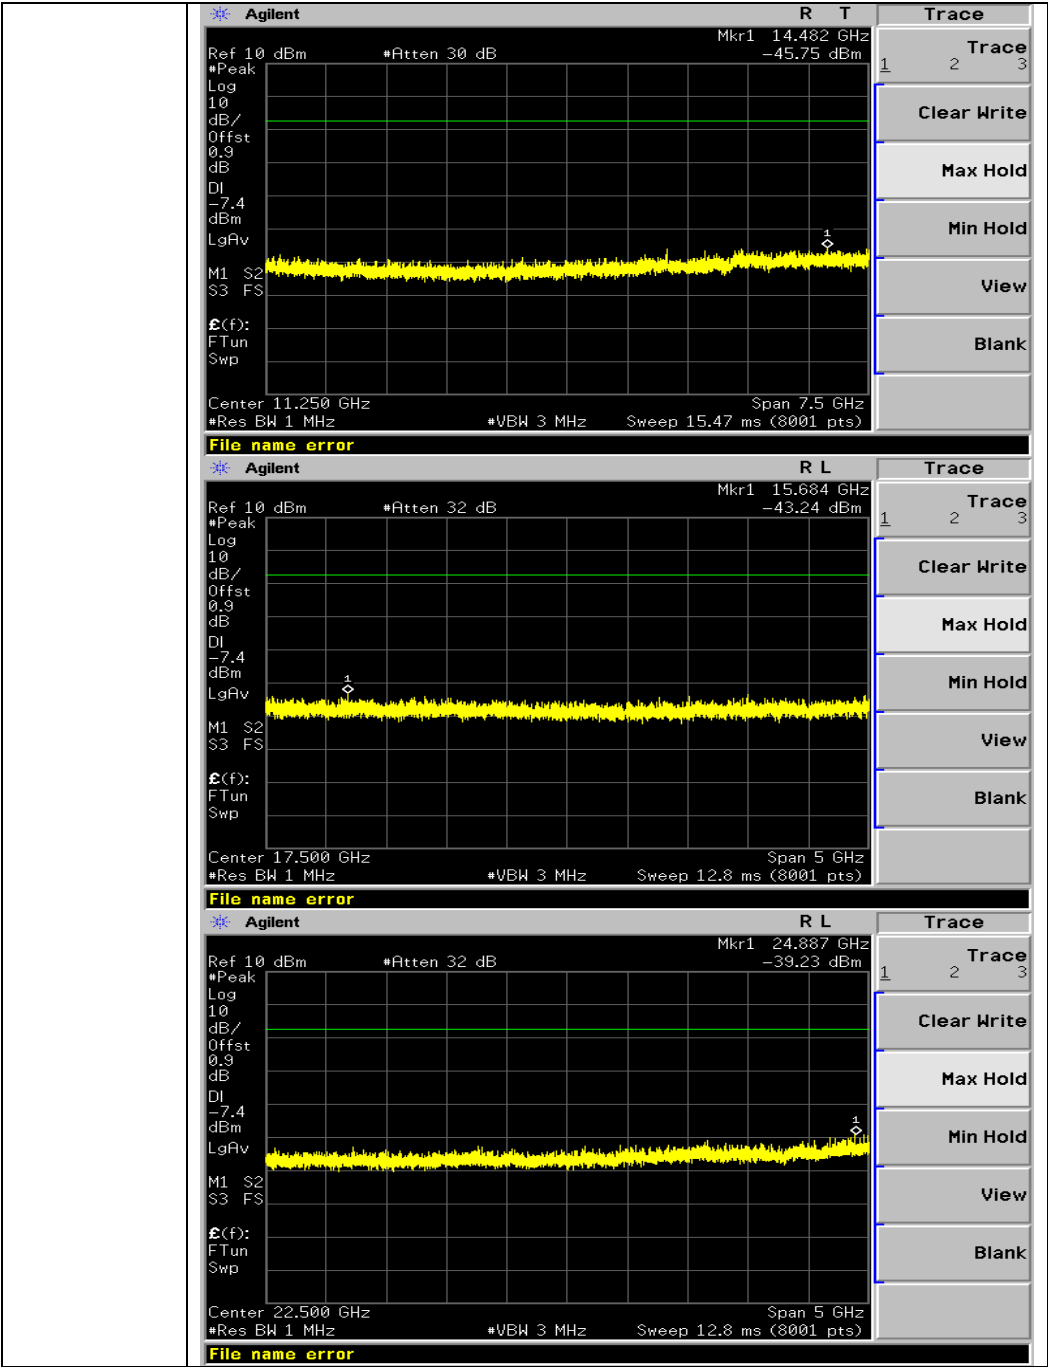 Agilent R T Trace
Mkr1 14.482 GHz
Ref 10 dBm #Atten 30 dB -45.75 dBm
Trace
1 2 3
#Peak
Log
10
dB/
Offst
0.9
dB
DI
-7.4
dBm
LgAv
M1 S2
S3 FS
£(f):
FTun
Swp
1
Center 11.250 GHz Span 7.5 GHz
#Res BW 1 MHz #VBW 3 MHz Sweep 15.47 ms (8001 pts)
Clear Write
Max Hold
Min Hold
View
Blank
File name error
Agilent R L Trace
Mkr1 15.684 GHz
Ref 10 dBm #Atten 32 dB -43.24 dBm
Trace
1 2 3
#Peak
Log
10
dB/
Offst
0.9
dB
DI
-7.4
dBm
LgAv
M1 S2
S3 FS
£(f):
FTun
Swp
1
Center 17.500 GHz Span 5 GHz
#Res BW 1 MHz #VBW 3 MHz Sweep 12.8 ms (8001 pts)
Clear Write
Max Hold
Min Hold
View
Blank
File name error
Agilent R L Trace
Mkr1 24.887 GHz
Ref 10 dBm #Atten 32 dB -39.23 dBm
Trace
1 2 3
#Peak
Log
10
dB/
Offst
0.9
dB
DI
-7.4
dBm
LgAv
M1 S2
S3 FS
£(f):
FTun
Swp
1
Center 22.500 GHz Span 5 GHz
#Res BW 1 MHz #VBW 3 MHz Sweep 12.8 ms (8001 pts)
Clear Write
Max Hold
Min Hold
View
Blank
File name error